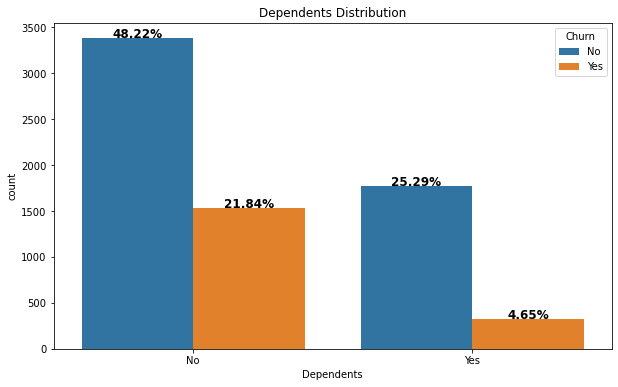 Dependents Distribution
Churn
No
Yes
48.22%
21.84%
25.29%
4.65%
3500
3000
2500
2000
1500
1000
500
0
count
No
Yes
Dependents